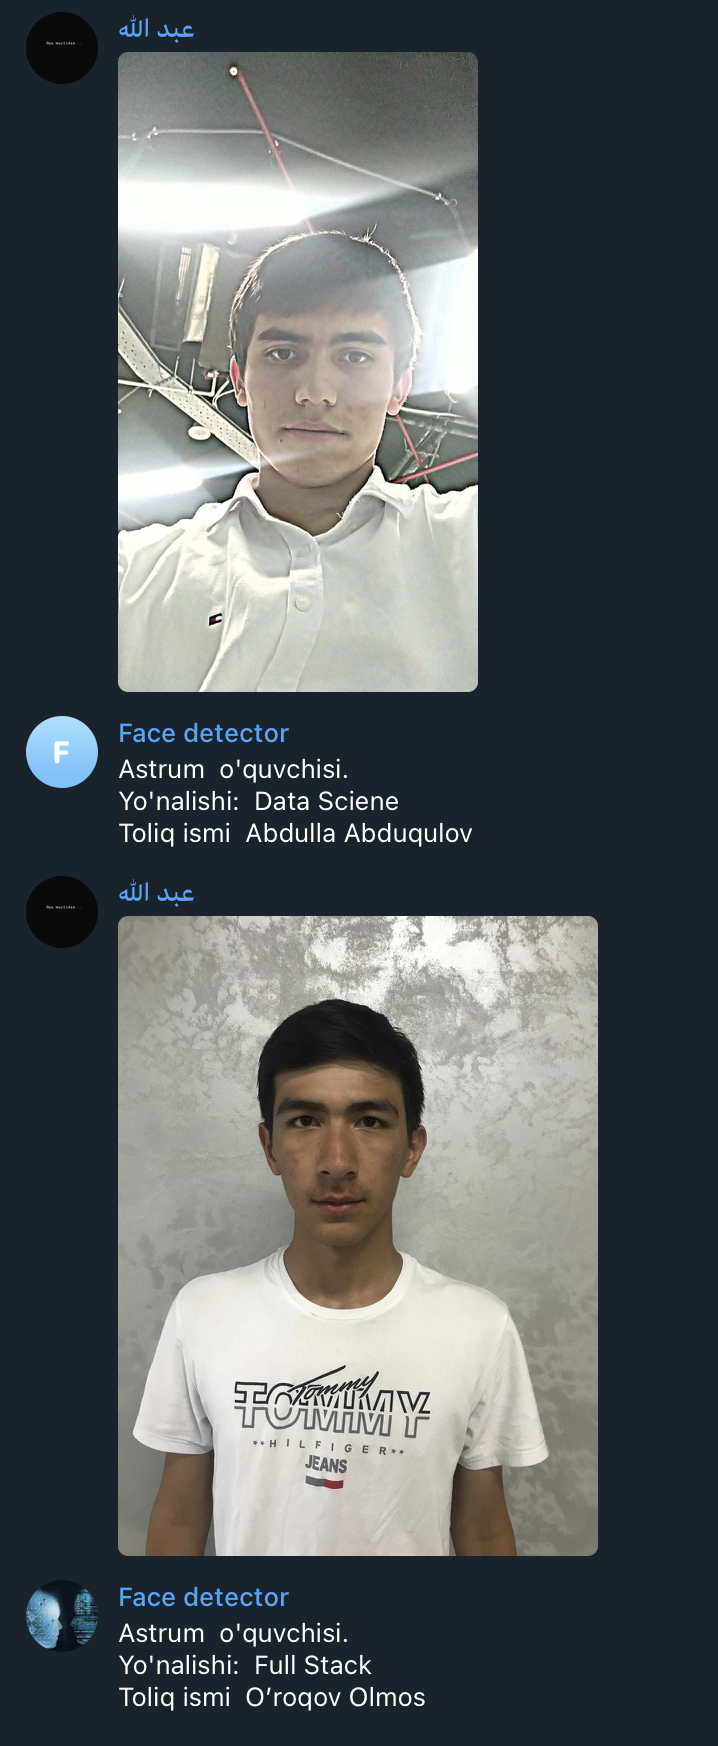 عبد الله
Face detector
Astrum o'quvchisi.
Yo'nalishi: Data Sciene
Toliq ismi Abdulla Abduqulov
عبد الله
Tommy
TOMMY
**HILFIGER**
JEANS
Face detector
Astrum o'quvchisi.
Yo'nalishi: Full Stack
Toliq ismi O’roqov Olmos